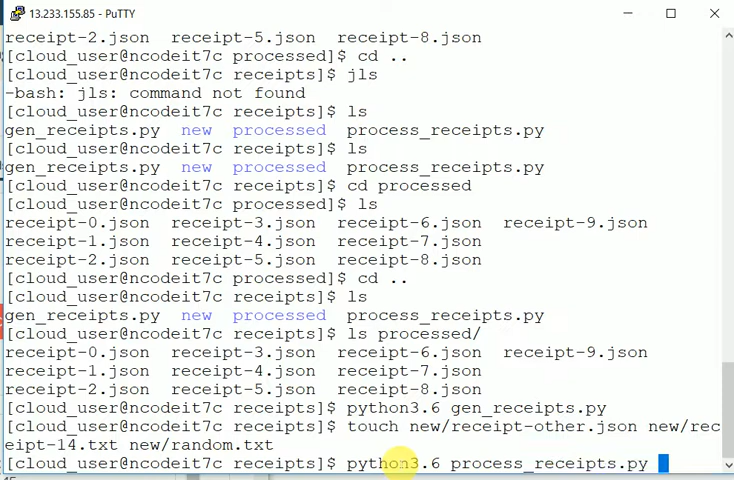 13.233.155.85 - PuTTY
receipt-2.json  receipt-5.json  receipt-8.json
[cloud_user@ncodeit7c processed]$ cd ..
[cloud_user@ncodeit7c receipts]$ jls
-bash: jls: command not found
[cloud_user@ncodeit7c receipts]$ ls
gen_receipts.py  new  processed  process_receipts.py
[cloud_user@ncodeit7c receipts]$ ls
gen_receipts.py  new  processed  process_receipts.py
[cloud_user@ncodeit7c receipts]$ cd processed
[cloud_user@ncodeit7c processed]$ ls
receipt-0.json  receipt-3.json  receipt-6.json  receipt-9.json
receipt-1.json  receipt-4.json  receipt-7.json
receipt-2.json  receipt-5.json  receipt-8.json
[cloud_user@ncodeit7c processed]$ cd ..
[cloud_user@ncodeit7c receipts]$ ls
gen_receipts.py  new  processed  process_receipts.py
[cloud_user@ncodeit7c receipts]$ ls processed/
receipt-0.json  receipt-3.json  receipt-6.json  receipt-9.json
receipt-1.json  receipt-4.json  receipt-7.json
receipt-2.json  receipt-5.json  receipt-8.json
[cloud_user@ncodeit7c receipts]$ python3.6 gen_receipts.py
[cloud_user@ncodeit7c receipts]$ touch new/receipt-other.json new/rec
eipt-14.txt new/random.txt
[cloud_user@ncodeit7c receipts]$ python3.6 process_receipts.py